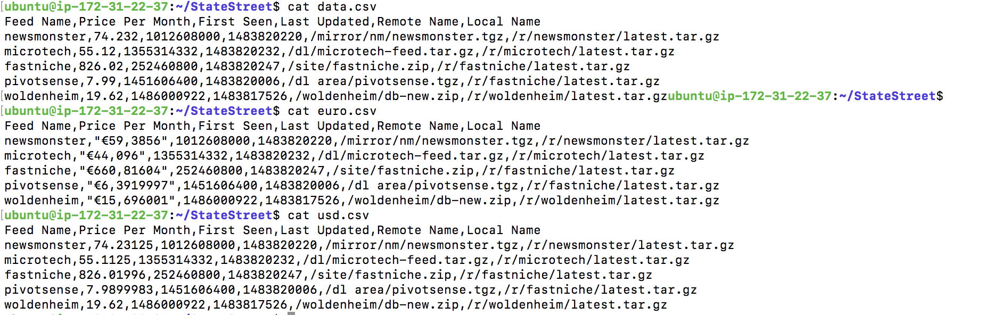 ubuntu@ip-172-31-22-37:~/StateStreet$ cat data.csv
Feed Name,Price Per Month,First Seen,Last Updated,Remote Name,Local Name
newsmonster,74.232,1012608000,1483820220,/mirror/nm/newsmonster.tgz,/r/newsmonster/latest.tar.gz
microtech,55.12,1355314332,1483820232,/dl/microtech-feed.tar.gz,/r/microtech/latest.tar.gz
fastniche,826.02,252460800,1483820247,/site/fastniche.zip,/r/fastniche/latest.tar.gz
pivotsense,7.99,1451606400,1483820006,/dl area/pivotsense.tgz,/r/fastniche/latest.tar.gz
woldenheim,19.62,1486000922,1483817526,/woldenheim/db-new.zip,/r/woldenheim/latest.tar.gzubuntu@ip-172-31-22-37:~/StateStreet$
ubuntu@ip-172-31-22-37:~/StateStreet$ cat euro.csv
Feed Name,Price Per Month,First Seen,Last Updated,Remote Name,Local Name
newsmonster,"€59,3856",1012608000,1483820220,/mirror/nm/newsmonster.tgz,/r/newsmonster/latest.tar.gz
microtech,"€44,096",1355314332,1483820232,/dl/microtech-feed.tar.gz,/r/microtech/latest.tar.gz
fastniche,"€660,81604",252460800,1483820247,/site/fastniche.zip,/r/fastniche/latest.tar.gz
pivotsense,"€6,3919997",1451606400,1483820006,/dl area/pivotsense.tgz,/r/fastniche/latest.tar.gz
woldenheim,"€15,696001",1486000922,1483817526,/woldenheim/db-new.zip,/r/woldenheim/latest.tar.gz
ubuntu@ip-172-31-22-37:~/StateStreet$ cat usd.csv
Feed Name,Price Per Month,First Seen,Last Updated,Remote Name,Local Name
newsmonster,74.23125,1012608000,1483820220,/mirror/nm/newsmonster.tgz,/r/newsmonster/latest.tar.gz
microtech,55.1125,1355314332,1483820232,/dl/microtech-feed.tar.gz,/r/microtech/latest.tar.gz
fastniche,826.01996,252460800,1483820247,/site/fastniche.zip,/r/fastniche/latest.tar.gz
pivotsense,7.9899983,1451606400,1483820006,/dl area/pivotsense.tgz,/r/fastniche/latest.tar.gz
woldenheim,19.62,1486000922,1483817526,/woldenheim/db-new.zip,/r/woldenheim/latest.tar.gz